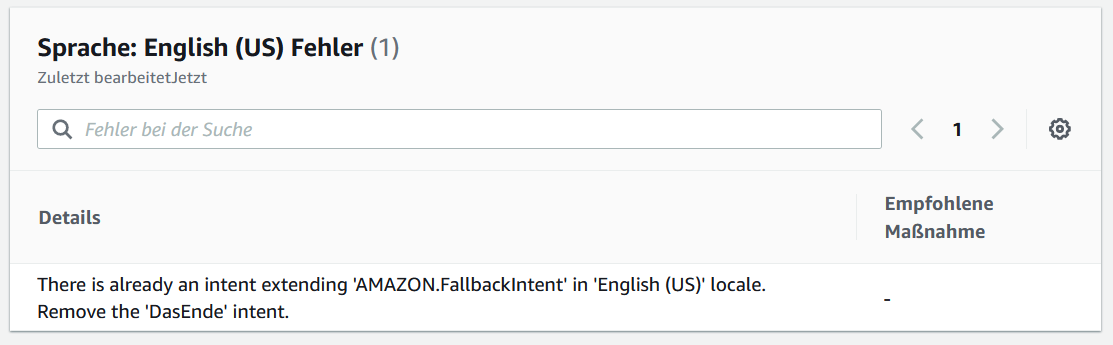 Sprache: English (US) Fehler (1)
Zuletzt bearbeitetJetzt
Fehler bei der Suche
1
Details
Empfohlene
Maßnahme
There is already an intent extending 'AMAZON.FallbackIntent' in 'English (US)' locale.
Remove the 'DasEnde' intent.
-